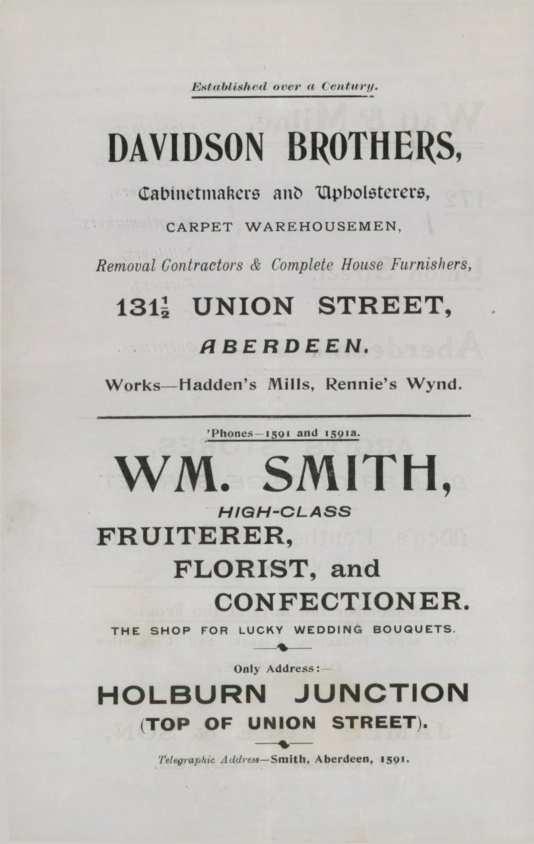 Established over a Century.
DAVIDSON BROTHERS,
Cabinetmakers and Upholsterers,
CARPET WAREHOUSEMEN,
Removal Contractors & Complete House Furnishers,
131½ UNION STREET,
ABERDEEN.
Works—Hadden's Mills, Rennie's Wynd.
'Phones—1591 and 1591a.
WM. SMITH,
HIGH-CLASS
FRUITERER,
FLORIST, and
CONFECTIONER.
THE SHOP FOR LUCKY WEDDING BOUQUETS.
Only Address:—
HOLBURN JUNCTION
(TOP OF UNION STREET).
Telegraphic Address—Smith, Aberdeen, 1591.